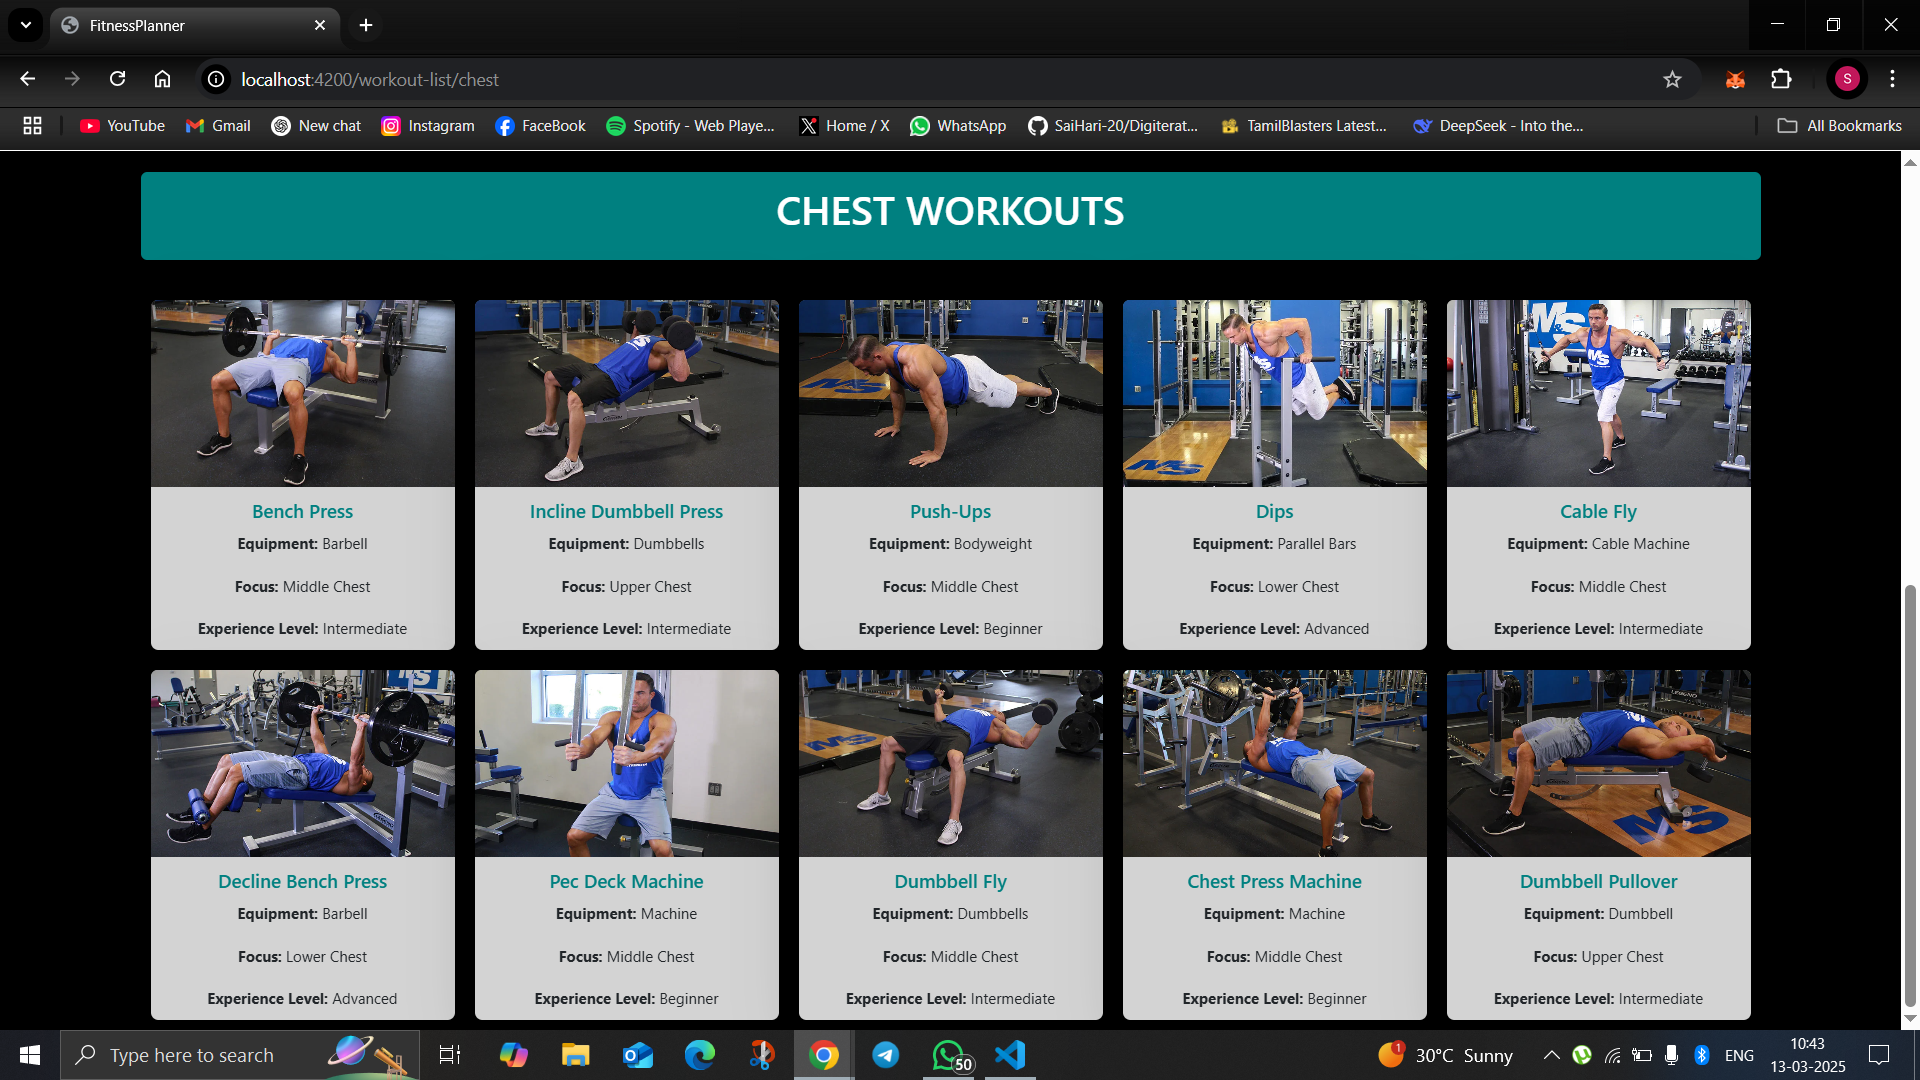 FitnessPlanner
localhost:4200/workout-list/chest
S
YouTube
Gmail
New chat
Instagram
FaceBook
Spotify - Web Playe...
Home / X
WhatsApp
SaiHari-20/Digiterat...
TamilBlasters Latest...
DeepSeek - Into the...
All Bookmarks
CHEST WORKOUTS
M&S
MS
MS
MS
Bench Press
Equipment: Barbell
Focus: Middle Chest
Experience Level: Intermediate
Incline Dumbbell Press
Equipment: Dumbbells
Focus: Upper Chest
Experience Level: Intermediate
Push-Ups
Equipment: Bodyweight
Focus: Middle Chest
Experience Level: Beginner
Dips
Equipment: Parallel Bars
Focus: Lower Chest
Experience Level: Advanced
Cable Fly
Equipment: Cable Machine
Focus: Middle Chest
Experience Level: Intermediate
MS
Decline Bench Press
Equipment: Barbell
Focus: Lower Chest
Experience Level: Advanced
Pec Deck Machine
Equipment: Machine
Focus: Middle Chest
Experience Level: Beginner
Dumbbell Fly
Equipment: Dumbbells
Focus: Middle Chest
Experience Level: Intermediate
Chest Press Machine
Equipment: Machine
Focus: Middle Chest
Experience Level: Beginner
Dumbbell Pullover
Equipment: Dumbbell
Focus: Upper Chest
Experience Level: Intermediate
Type here to search
50
1
30°C Sunny
ENG
10:43
13-03-2025